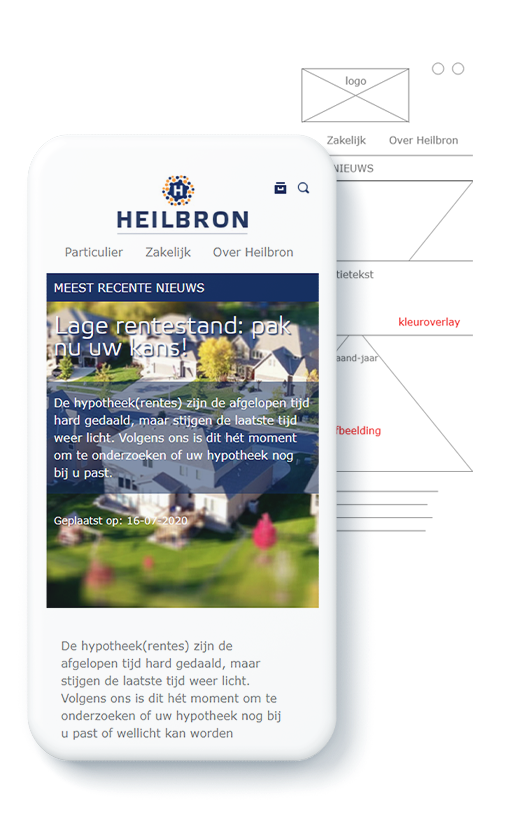 logo
Zakelijk Over Heilbron
NIEUWS
tietekst
kleuroverlay
aand-jaar
fbeelding
HEILBRON
Particulier Zakelijk Over Heilbron
MEEST RECENTE NIEUWS
Lage rentestand: pak
nu uw kans!
De hypotheek(rentes) zijn de afgelopen tijd
hard gedaald, maar stijgen de laatste tijd
weer licht. Volgens ons is dit hét moment
om te onderzoeken of uw hypotheek nog
bij u past.
Geplaatst op: 16-07-2020
De hypotheek(rentes) zijn de
afgelopen tijd hard gedaald, maar
stijgen de laatste tijd weer licht.
Volgens ons is dit hét moment om te
onderzoeken of uw hypotheek nog bij
u past of wellicht kan worden